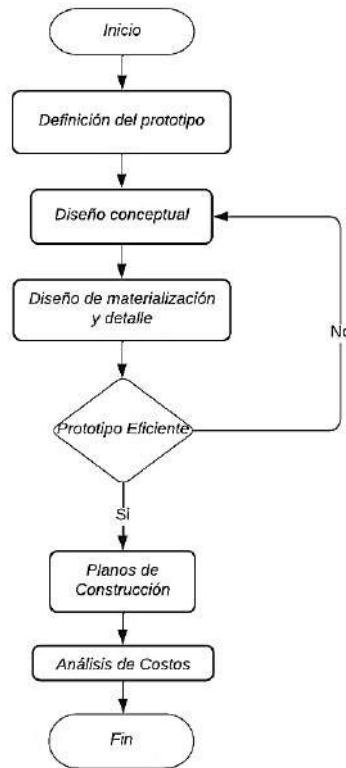 Inicio
Definición del prototipo
Diseño conceptual
Diseño de materialización
y detalle
No
Prototipo Eficiente
Si
Planos de
Construcción
Análisis de Costos
Fin